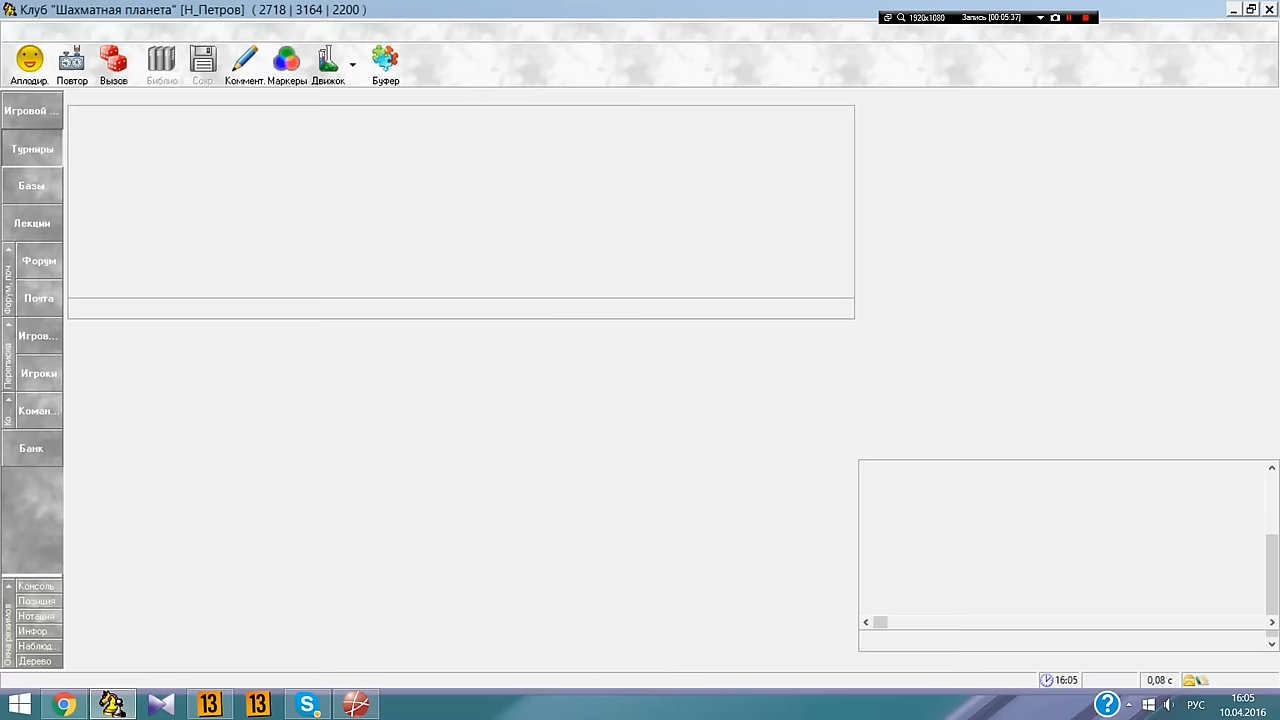 Клуб "Шахматная планета" [Н_Петров] ( 2718 | 3164 | 2200 )
1920x1080 Запись [00:05:37]
Аплодир. Повтор Вызов Библио Сохр. Коммент. Маркеры Движок Буфер
Игровой ...
Турниры
Базы
Лекции
Форум, поч...
Форум
Почта
Переписка
Игров...
Игроки
Ко...
Коман...
Банк
Окна режимов
Консоль
Позиция
Нотация
Инфор...
Наблюд...
Дерево
16:05 0,08 с
13 13 S
? РУС 16:05
10.04.2016